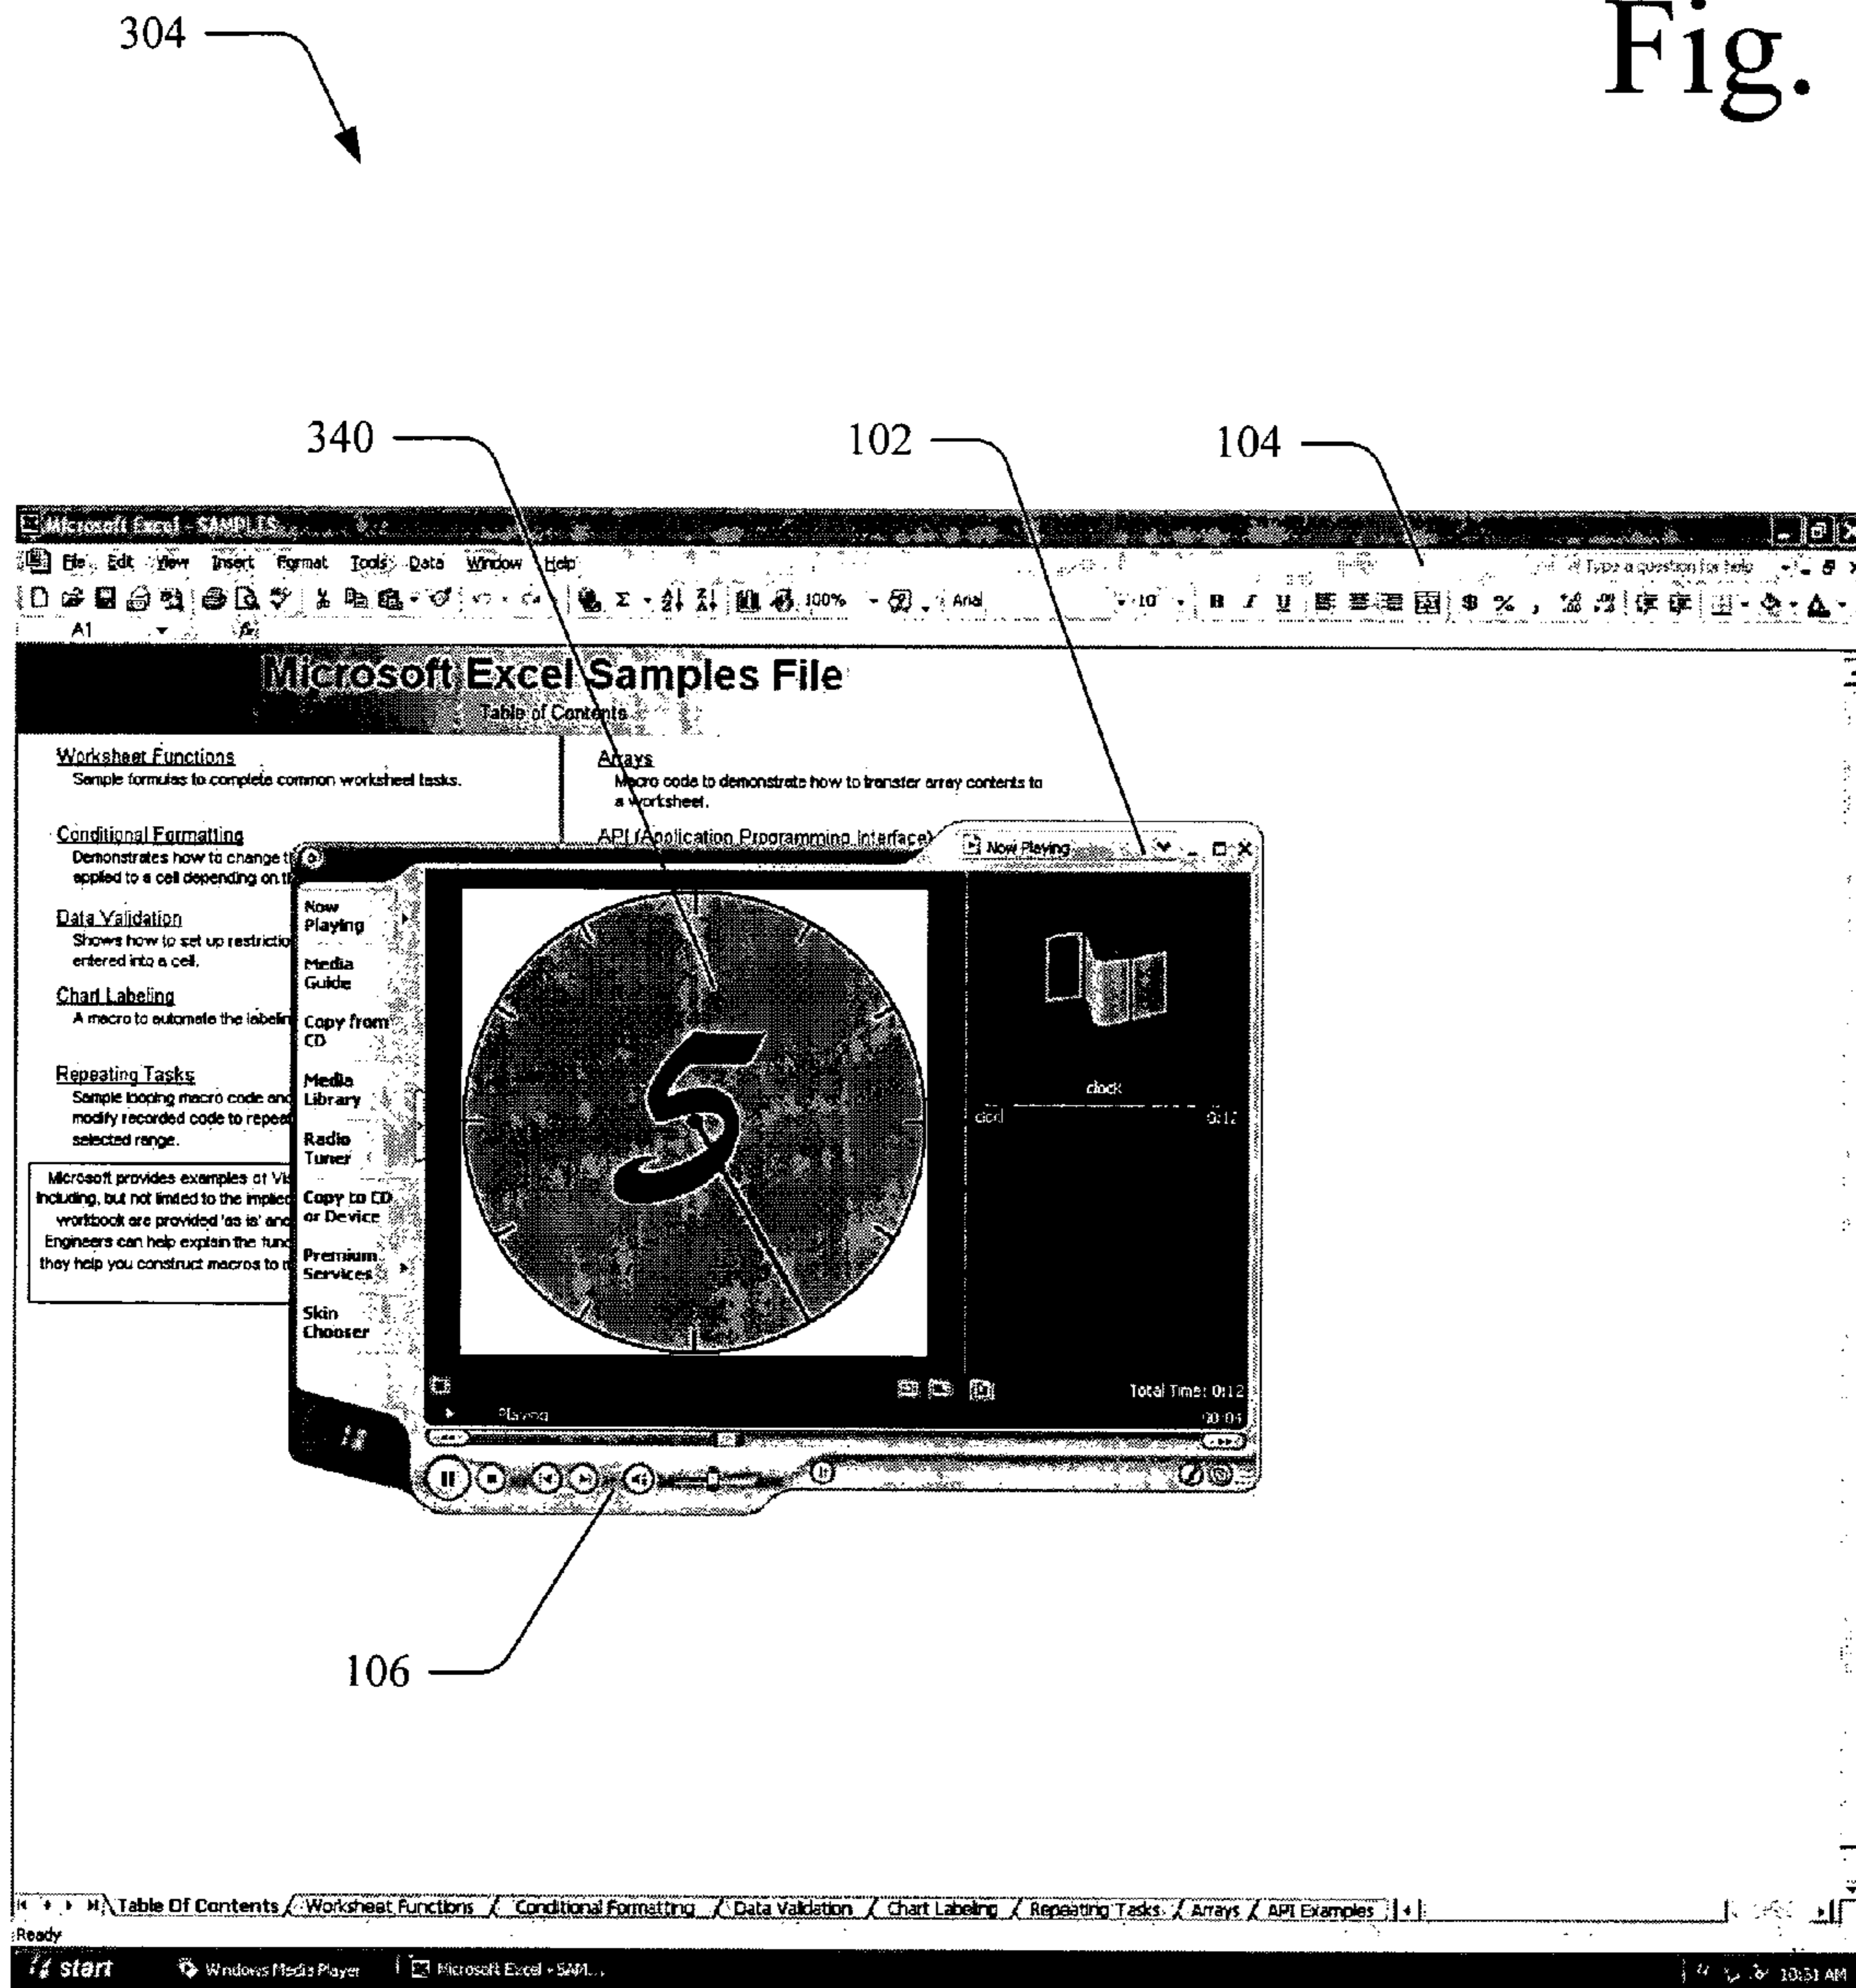 304
Fig.
340
102
104
Microsoft Excel - SAMPLES
File Edit View Insert Format Tools Data Window Help
Type a question for help
100%
Arial
10
B I U
$ % ,
A1
Microsoft Excel Samples File
Table of Contents
Worksheet Functions
Sample formulas to complete common worksheet tasks.
Conditional Formatting
Demonstrates how to change t
applied to a cell depending on t
Data Validation
Shows how to set up restrictio
entered into a cell.
Chart Labeling
A macro to automate the labelin
Repeating Tasks
Sample looping macro code and
modify recorded code to repeat
selected range.
Microsoft provides examples of Vis
including, but not limited to the implied
workbook are provided 'as is' and
Engineers can help explain the func
they help you construct macros to
Arrays
Macro code to demonstrate how to transfer array contents to
a worksheet.
API (Application Programming Interface)
Now Playing
Now
Playing
Media
Guide
Copy from
CD
Media
Library
Radio
Tuner
Copy to CD
or Device
Premium
Services
Skin
Chooser
5
clock
0:12
Total Time: 0:12
Playing
00:04
106
Table Of Contents / Worksheet Functions / Conditional Formatting / Data Validation / Chart Labeling / Repeating Tasks / Arrays / API Examples
Ready
start
Windows Media Player
Microsoft Excel - SAM...
10:51 AM